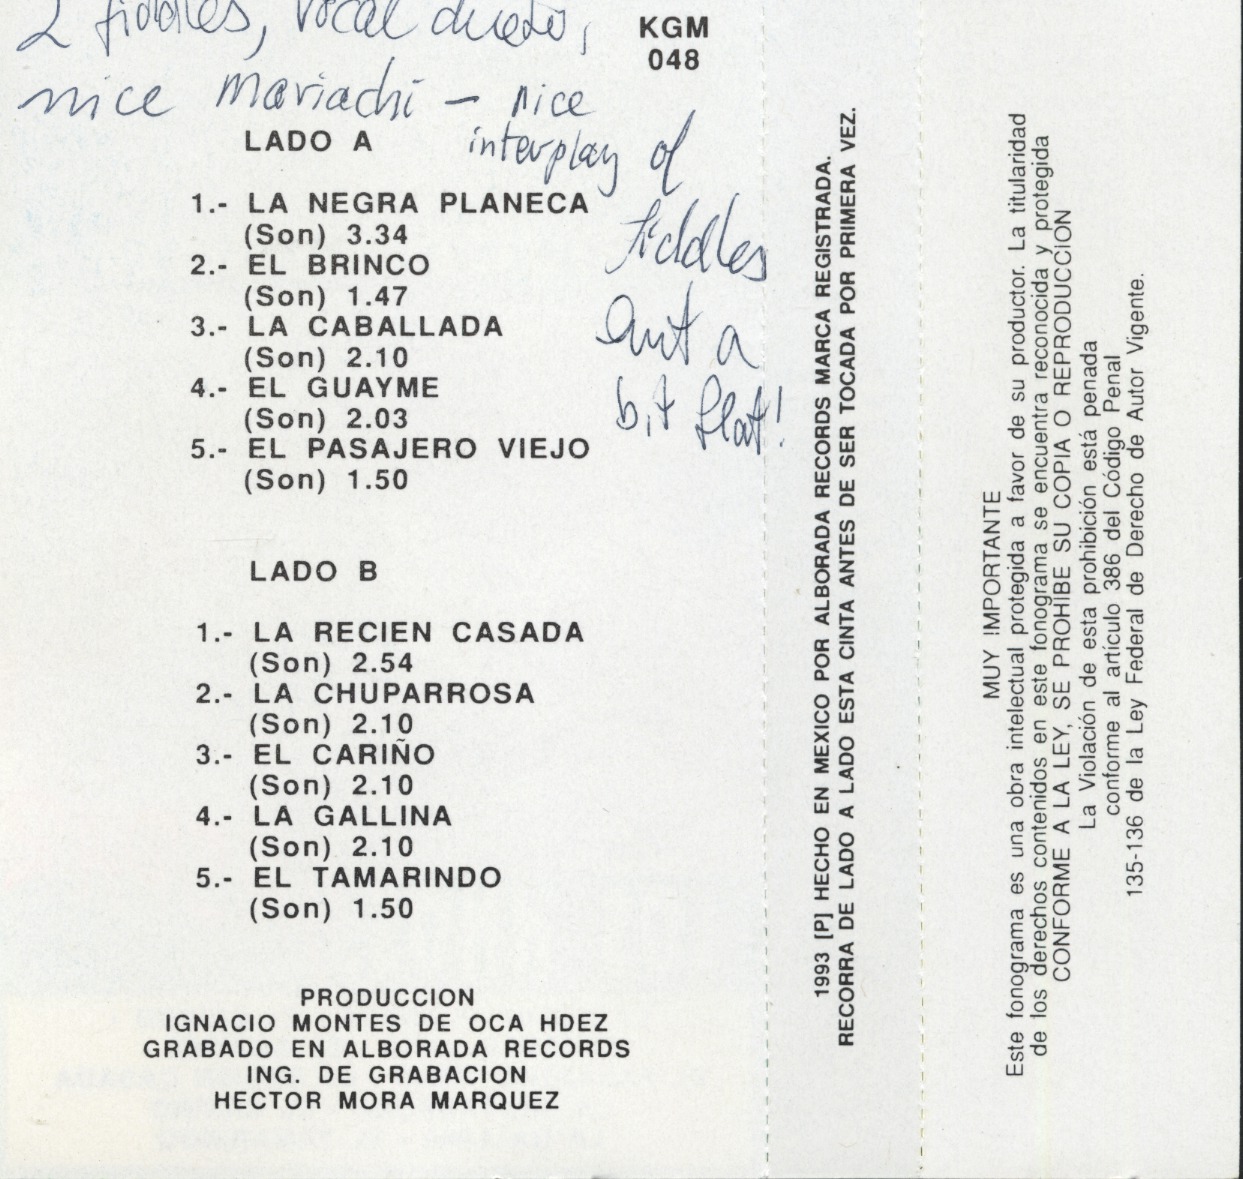 2 fiddles, vocal dueto,
nice mariachi - nice
interplay of
fiddles
but a
bit flat!
KGM
048
LADO A
1.- LA NEGRA PLANECA
(Son) 3.34
2.- EL BRINCO
(Son) 1.47
3.- LA CABALLADA
(Son) 2.10
4.- EL GUAYME
(Son) 2.03
5.- EL PASAJERO VIEJO
(Son) 1.50
LADO B
1.- LA RECIEN CASADA
(Son) 2.54
2.- LA CHUPARROSA
(Son) 2.10
3.- EL CARIÑO
(Son) 2.10
4.- LA GALLINA
(Son) 2.10
5.- EL TAMARINDO
(Son) 1.50
PRODUCCION
IGNACIO MONTES DE OCA HDEZ
GRABADO EN ALBORADA RECORDS
ING. DE GRABACION
HECTOR MORA MARQUEZ
1993 [P] HECHO EN MEXICO POR ALBORADA RECORDS MARCA REGISTRADA.
RECORRA DE LADO A LADO ESTA CINTA ANTES DE SER TOCADA POR PRIMERA VEZ.
MUY IMPORTANTE
Este fonograma es una obra intelectual protegida a favor de su productor. La titularidad
de los derechos contenidos en este fonograma se encuentra reconocida y protegida
CONFORME A LA LEY, SE PROHIBE SU COPIA O REPRODUCCION
La Violación de esta prohibición está penada
conforme al artículo 386 del Código Penal
135-136 de la Ley Federal de Derecho de Autor Vigente.